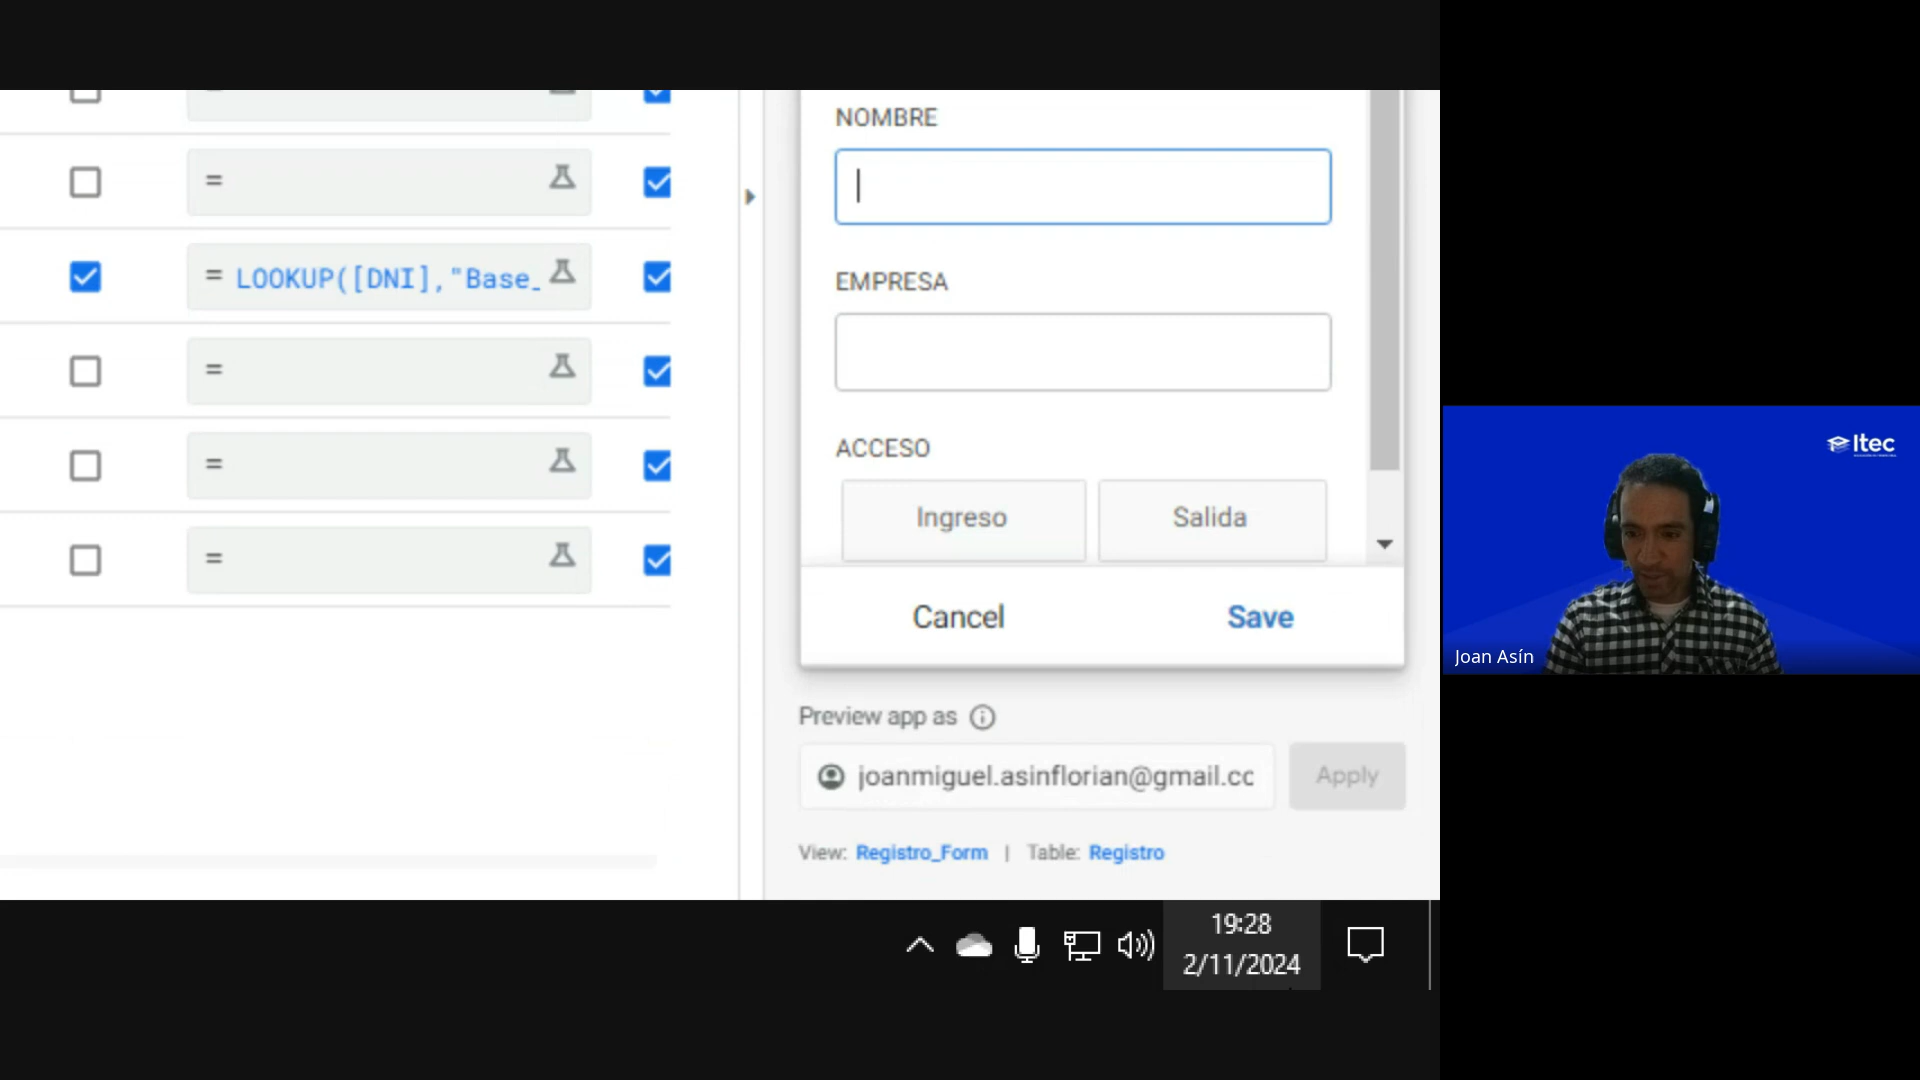 NOMBRE
=
= LOOKUP([DNI],"Base_
EMPRESA
=
ACCESO
=
Ingreso
Salida
=
Cancel
Save
Preview app as
joanmiguel.asinflorian@gmail.cc
Apply
View: Registro_Form | Table: Registro
19:28
2/11/2024
Itec
Joan Asín